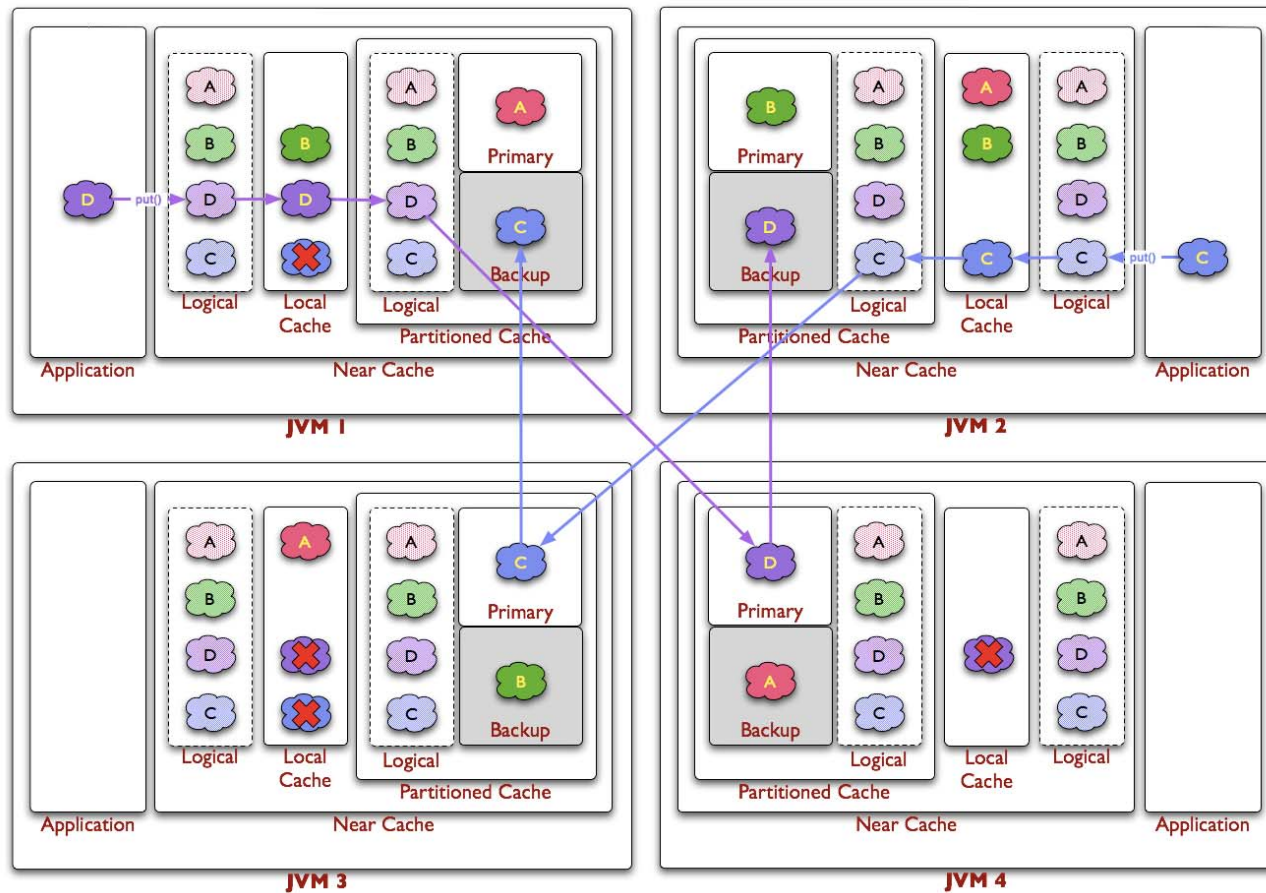 A
A
A
B
B
B
Primary
D
put()
D
D
D
C
C
C
Logical
Local
Cache
Logical
Backup
Partitioned Cache
Application
Near Cache
JVM 1
B
A
A
A
Primary
B
B
B
D
D
D
Backup
C
C
C
put()
C
Logical
Local
Cache
Logical
Partitioned Cache
Near Cache
Application
JVM 2
A
A
A
C
B
B
Primary
D
D
B
C
C
Logical
Local
Cache
Logical
Backup
Partitioned Cache
Application
Near Cache
JVM 3
D
A
A
Primary
B
B
A
D
D
Backup
C
C
Logical
Local
Cache
Logical
Partitioned Cache
Near Cache
Application
JVM 4